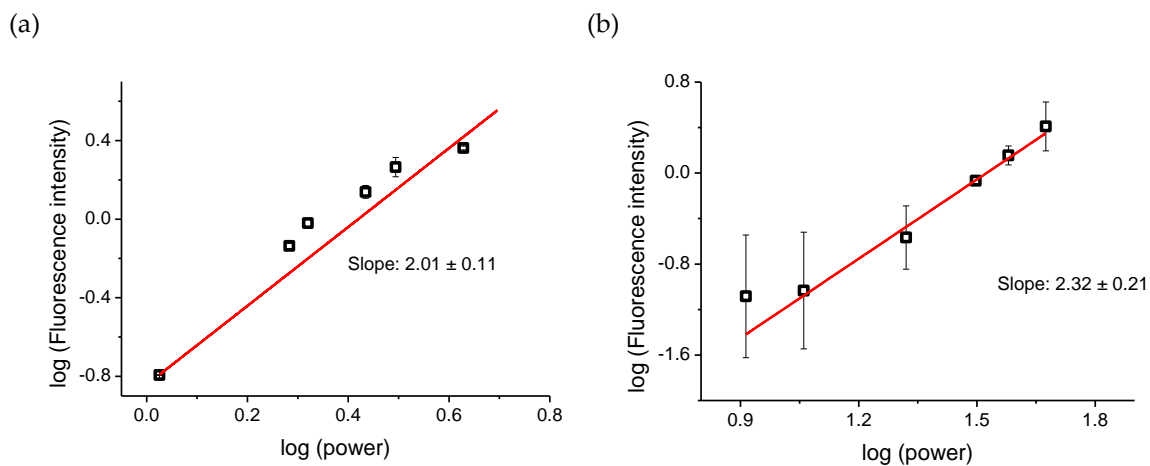 (a)
(b)
log (Fluorescence intensity)
0.4
0.0
-0.4
-0.8
Slope: 2.01 ± 0.11
0.0 0.2 0.4 0.6 0.8
log (power)
log (Fluorescence intensity)
0.8
0.0
-0.8
-1.6
Slope: 2.32 ± 0.21
0.9 1.2 1.5 1.8
log (power)